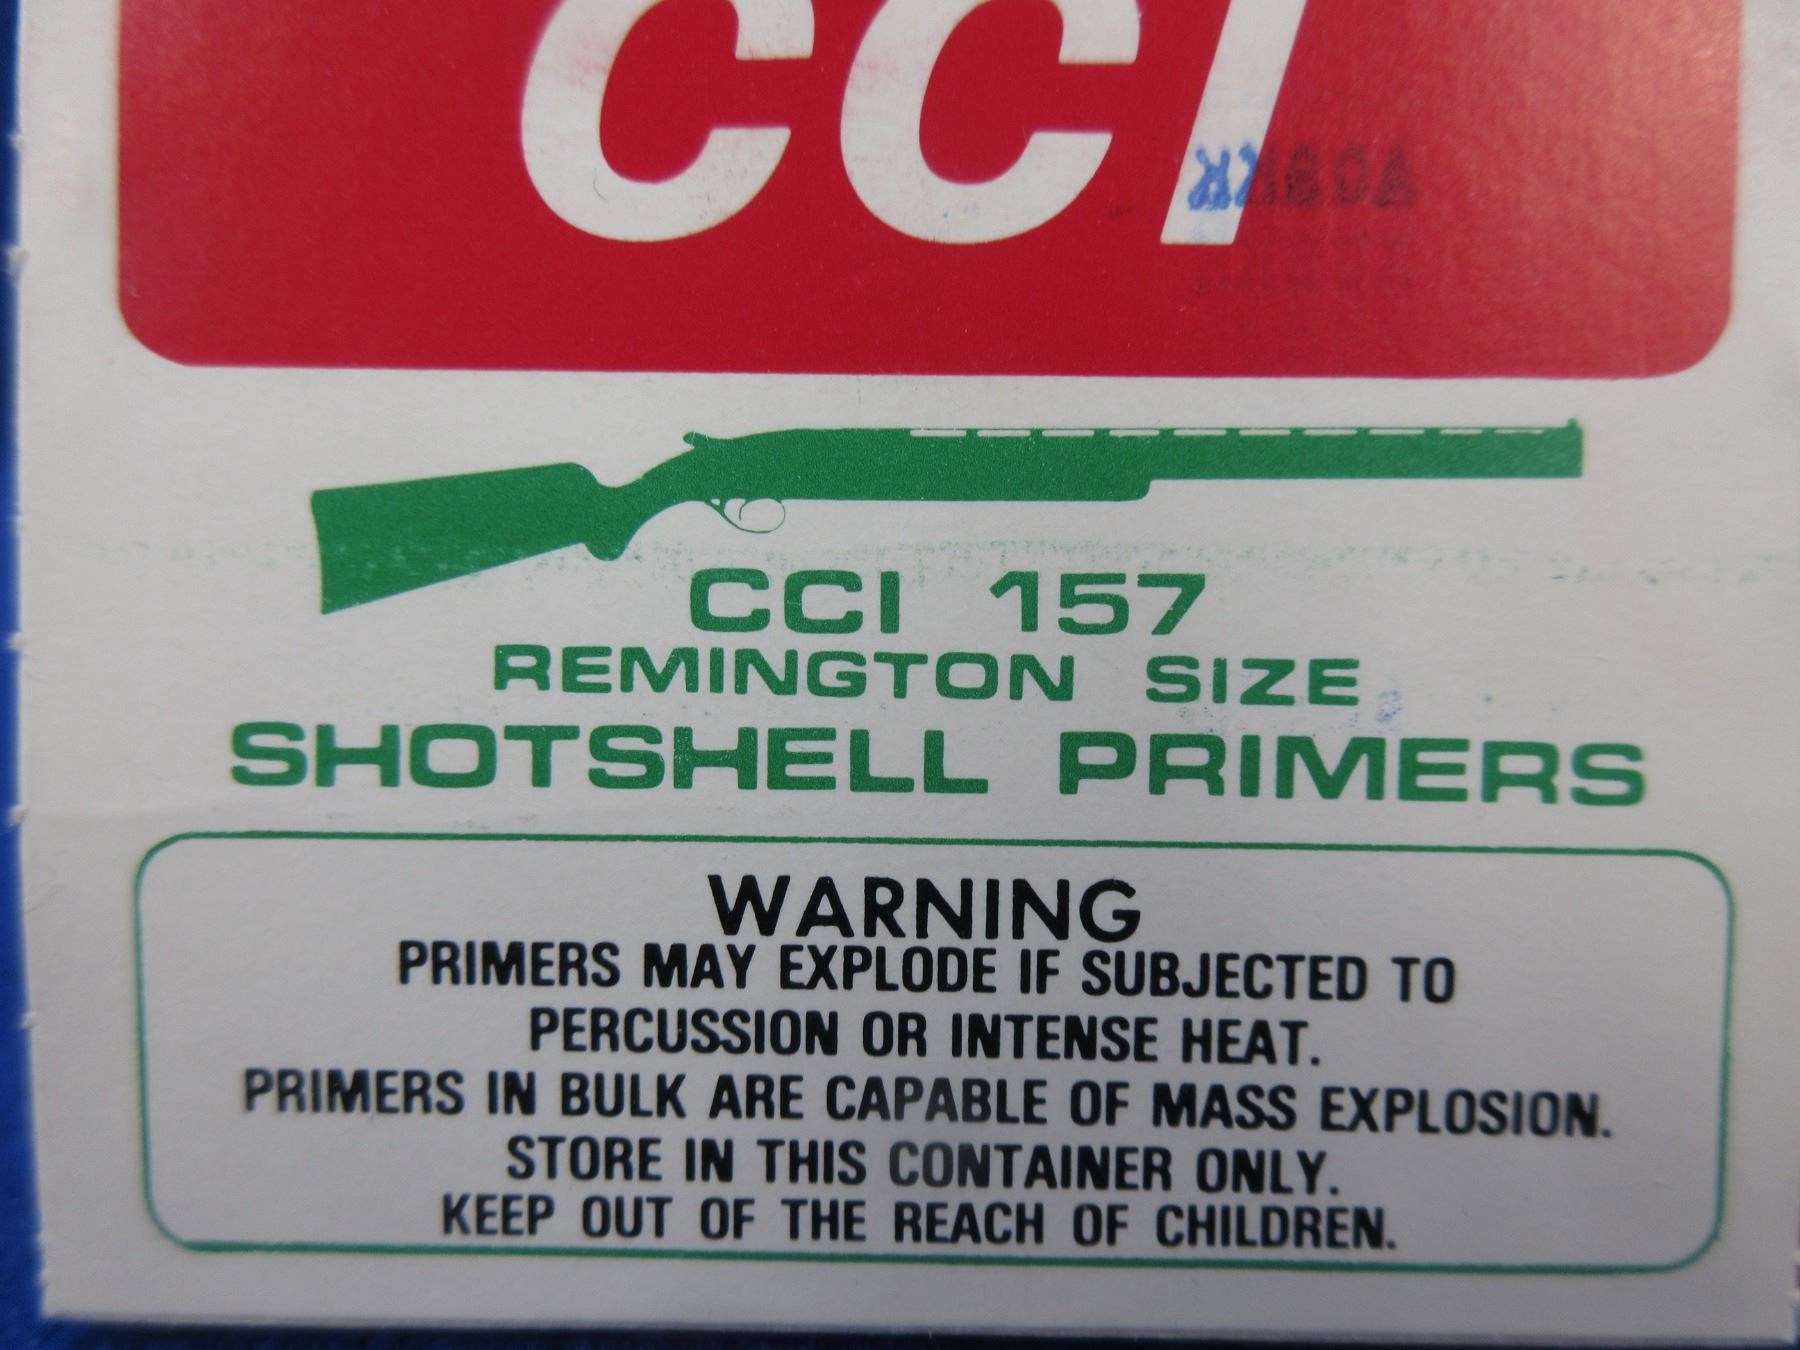 CCI
CCI 157
REMINGTON SIZE
SHOTSHELL PRIMERS
WARNING
PRIMERS MAY EXPLODE IF SUBJECTED TO
PERCUSSION OR INTENSE HEAT.
PRIMERS IN BULK ARE CAPABLE OF MASS EXPLOSION.
STORE IN THIS CONTAINER ONLY.
KEEP OUT OF THE REACH OF CHILDREN.